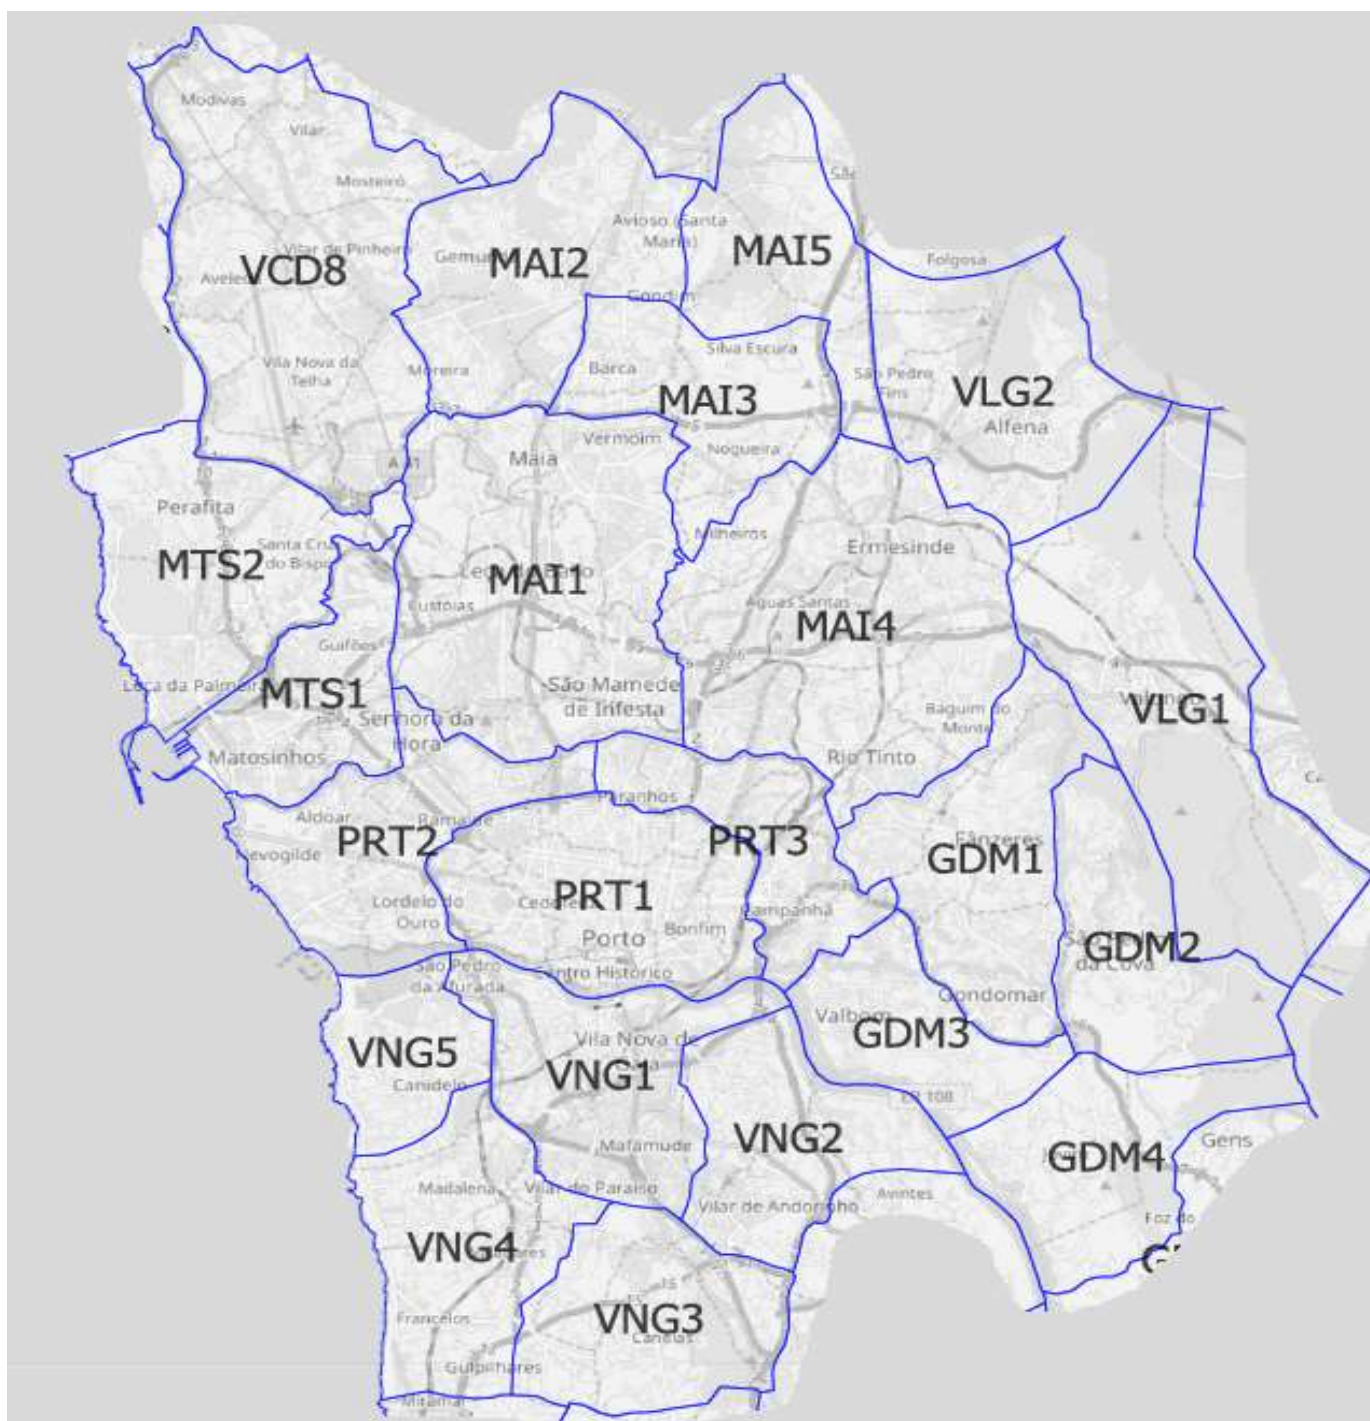 Modivas
Vilar
Mosteiró
Avioso (Santa
Maria)
VCD8
Vilar de Pinheiro
MAI2
MAI5
Folgosa
Gondim
Vila Nova da
Telha
Moreira
Barca
Silva Escura
São Pedro
Fins
MAI3
VLG2
Alfena
Vermoim
Nogueira
Maia
Perafita
Milheiros
Ermesinde
MTS2
Santa Cruz
do Bispo
MAI1
Custóias
Águas Santas
MAI4
Guifões
Leça da Palmeira
MTS1
São Mamede
de Infesta
Senhora da
Hora
Baguim do
Monte
VLG1
Matosinhos
Rio Tinto
Paranhos
Aldoar
PRT2
PRT3
Fânzeres
GDM1
Nevogilde
Lordelo do
Ouro
PRT1
Campanhã
Bonfim
Porto
GDM2
da Cova
Centro Histórico
São Pedro
da Afurada
Gondomar
Valbom
GDM3
Vila Nova de
VNG5
VNG1
Canidelo
VNG2
Mafamude
Gens
GDM4
Madalena
Vilar do Paraíso
Vilar de Andorinho
Avintes
Foz do
VNG4
Francelos
VNG3
Canelas
Gulpilhares
Miramar